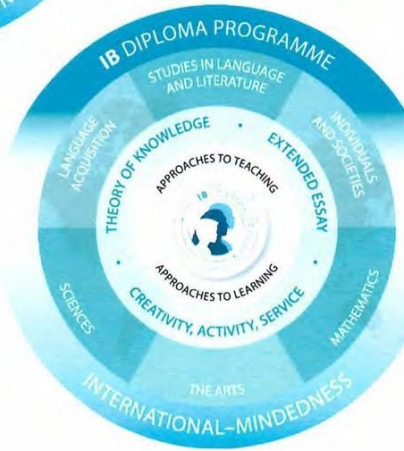 IB DIPLOMA PROGRAMME
STUDIES IN LANGUAGE
AND LITERATURE
LANGUAGE
ACQUISITION
INDIVIDUALS
AND SOCIETIES
THEORY OF KNOWLEDGE
•
EXTENDED ESSAY
•
CREATIVITY, ACTIVITY, SERVICE
•
APPROACHES TO TEACHING
IB
APPROACHES TO LEARNING
SCIENCES
MATHEMATICS
THE ARTS
INTERNATIONAL–MINDEDNESS